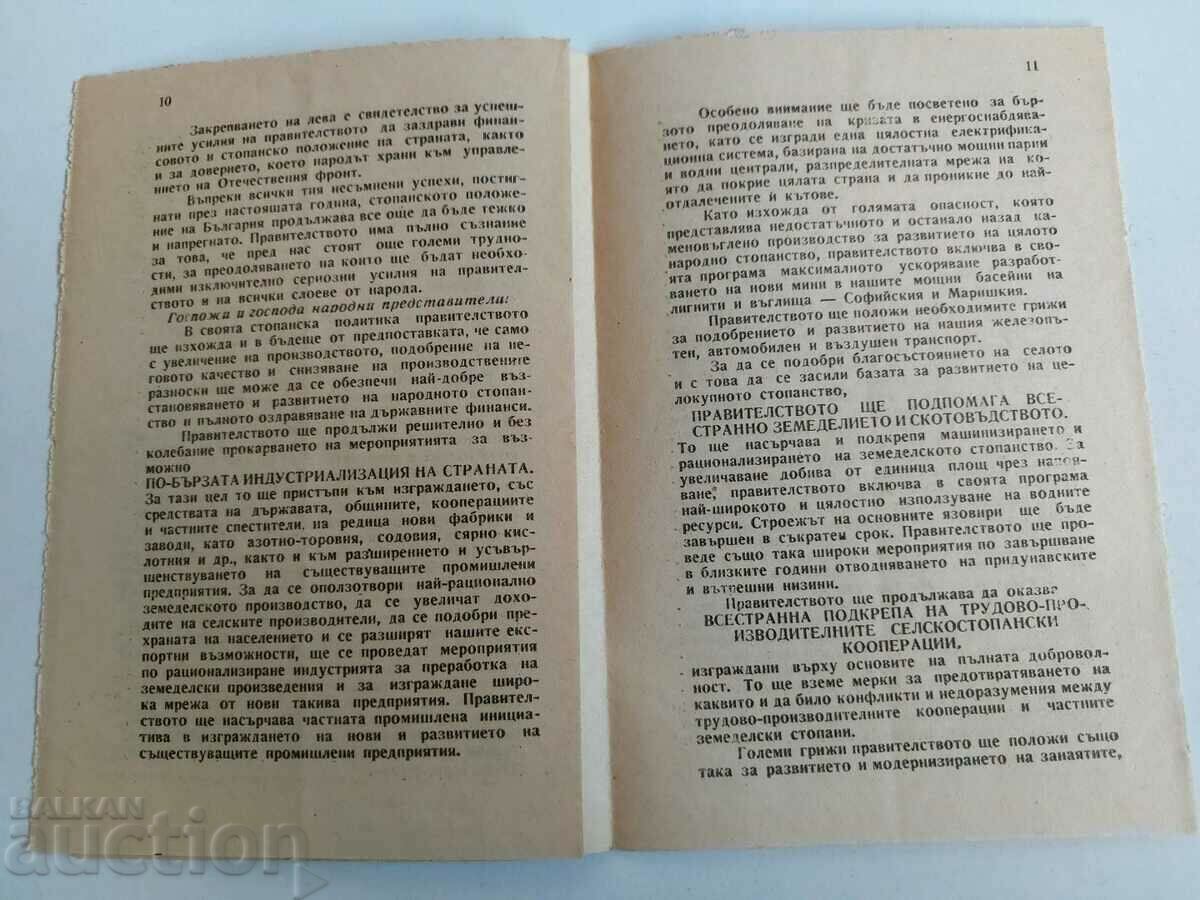 10
Закрепването на лева е свидетелство за успеш-
ните усилия на правителството да заздрави финан-
совото и стопанско положение на страната, както
и за доверието, което народът храни към управле-
нието на Отечествения фронт.
Въпреки всички тия несъмнени успехи, постиг-
нати през настоящата година, стопанското положе-
ние на България продължава все още да бъде тежко
и напрегнато. Правителството има пълно съзнание
за това, че пред нас стоят още големи трудно-
сти, за преодоляването на които ще бъдат необхо-
дими изключително сериозни усилия на правител-
ството и на всички слоеве от народа.
Госпожи и господа народни представители:
В своята стопанска политика правителството
ще изхожда и в бъдеще от предпоставката, че само
с увеличение на производството, подобрение на не-
говото качество и снизяване на производствените
разноски ще може да се обезпечи най-добре въз-
становяването и развитието на народното стопан-
ство и пълното оздравяване на държавните финанси.
Правителството ще продължи решително и без
колебание прокарването на мероприятията за въз-
можно
ПО-БЪРЗАТА ИНДУСТРИАЛИЗАЦИЯ НА СТРАНАТА.
За тази цел то ще пристъпи към изграждането, със
средствата на държавата, общините, кооперациите
и частните спестители, на редица нови фабрики и
заводи, като азотно-торовня, содовия, сярно-кис-
лотния и др., както и към разширението и усъвър-
шенствуването на съществуващите промишлени
предприятия. За да се оползотвори най-рационално
земеделското производство, да се увеличат дохо-
дите на селските производители, да се подобри пре-
храната на населението и се разширят нашите екс-
портни възможности, ще се проведат мероприятия
по рационализиране индустрията за преработка на
земеделски произведения и за изграждане широ-
ка мрежа от нови такива предприятия. Правител-
ството ще насърчава частната промишлена инициа-
тива в изграждането на нови и развитието на
съществуващите промишлени предприятия.
11
Особено внимание ще бъде посветено за бър-
зото преодоляване на кризата в енергоснабдява-
нието, като се изгради една цялостна електрифика-
ционна система, базирана на достатъчно мощни парни
и водни централи, разпределителната мрежа на ко-
ято да покрие цялата страна и да проникне до най-
отдалечените ѝ кътове.
Като изхожда от голямата опасност, която
представлява недостатъчното и останало назад ка-
меновъглено производство за развитието на цялото
народно стопанство, правителството включва в сво-
ята програма максималното ускоряване разработ-
ването на нови мини в нашите мощни басейни на
лигнити и въглища — Софийския и Маришкия.
Правителството ще положи необходимите грижи
за подобрението и развитието на нашия железопъ-
тен, автомобилен и въздушен транспорт.
За да се подобри благосъстоянието на селото
и с това да се засили базата за развитието на це-
локупното стопанство,
ПРАВИТЕЛСТВОТО ЩЕ ПОДПОМАГА ВСЕ-
СТРАННО ЗЕМЕДЕЛИЕТО И СКОТОВЪДСТВОТО.
То ще насърчава и подкрепя машинизирането и
рационализирането на земеделското стопанство. За
увеличаване добива от единица площ чрез напоя-
ване, правителството включва в своята програма
най-широкото и цялостно използуване на водните
ресурси. Строежът на основните язовири ще бъде
завършен в съкратен срок. Правителството ще про-
веде също така широки мероприятия по завършване
в близките години отводняването на придунавските
и вътрешни низини.
Правителството ще продължава да оказва
ВСЕСТРАННА ПОДКРЕПА НА ТРУДОВО-ПРО-
ИЗВОДИТЕЛНИТЕ СЕЛСКОСТОПАНСКИ
КООПЕРАЦИИ,
изграждани върху основите на пълната доброволь-
ност. То ще вземе мерки за предотвратяването на
каквито и да било конфликти и недоразумения между
трудово-производителните кооперации и частните
земеделски стопани.
Големи грижи правителството ще положи също
така за развитието и модернизирането на занаятите,
BALKAN
auction